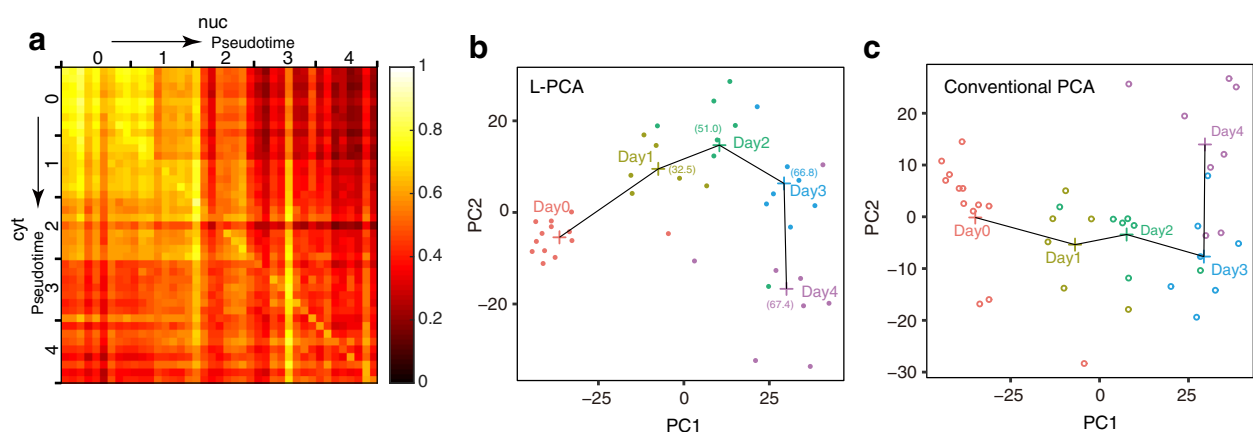 a
nuc
Pseudotime
0 1 2 3 4
cyt
Pseudotime
0
1
2
3
4
1
0.8
0.6
0.4
0.2
0
b
L-PCA
PC2
20
0
−20
Day0
Day1
(32.5)
(51.0)
Day2
(66.8)
Day3
Day4
(67.4)
−25 0 25
PC1
c
Conventional PCA
PC2
20
10
0
−10
−20
−30
Day0
Day1
Day2
Day3
Day4
−25 0 25
PC1